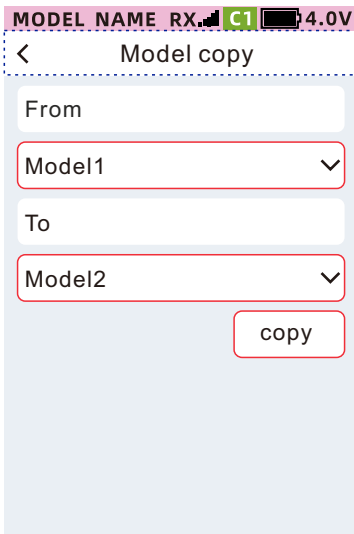 MODEL NAME RX C1 4.0V
Model copy
From
Model1
To
Model2
copy